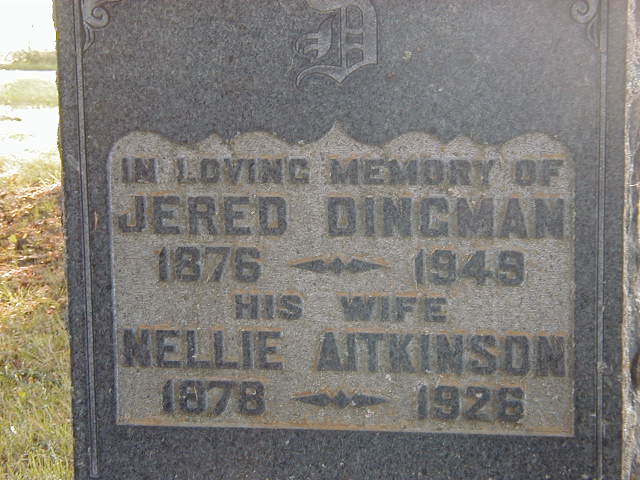 D
IN LOVING MEMORY OF
JERED DINGMAN
1876 1949
HIS WIFE
NELLIE AITKINSON
1878 1926